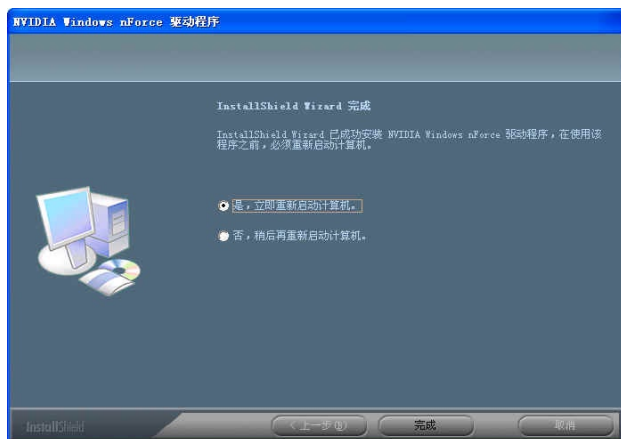 NVIDIA Windows nForce 驱动程序
InstallShield Wizard 完成
InstallShield Wizard 已成功安装 NVIDIA Windows nForce 驱动程序，在使用该
程序之前，必须重新启动计算机。
是，立即重新启动计算机。
否，稍后再重新启动计算机。
InstallShield
< 上一步(B)
完成
取消